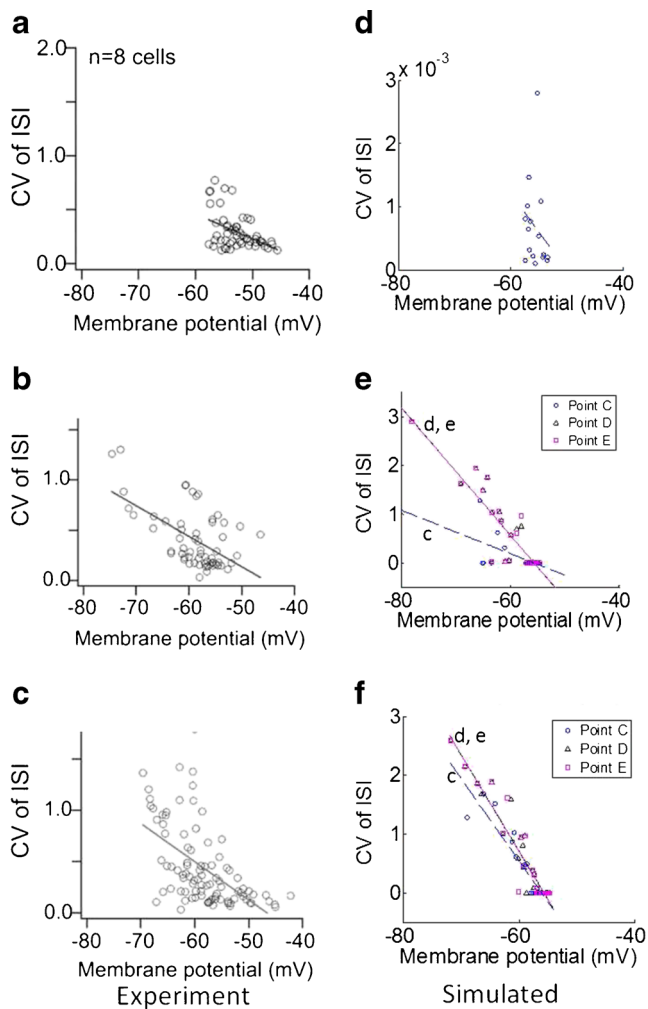 a
2.0
n=8 cells
1.0
0.0
CV of ISI
-80 -70 -60 -50 -40
Membrane potential (mV)
d
x 10⁻³
3
2
1
0
CV of ISI
-80 -60 -40
Membrane potential (mV)
b
1.0
0.0
CV of ISI
-80 -70 -60 -50 -40
Membrane potential (mV)
e
3
2
1
0
CV of ISI
d, e
c
Point C
Point D
Point E
-80 -60 -40
Membrane potential (mV)
c
1.0
0.0
CV of ISI
-80 -70 -60 -50 -40
Membrane potential (mV)
Experiment
f
3
2
1
0
CV of ISI
d, e
c
Point C
Point D
Point E
-80 -60 -40
Membrane potential (mV)
Simulated